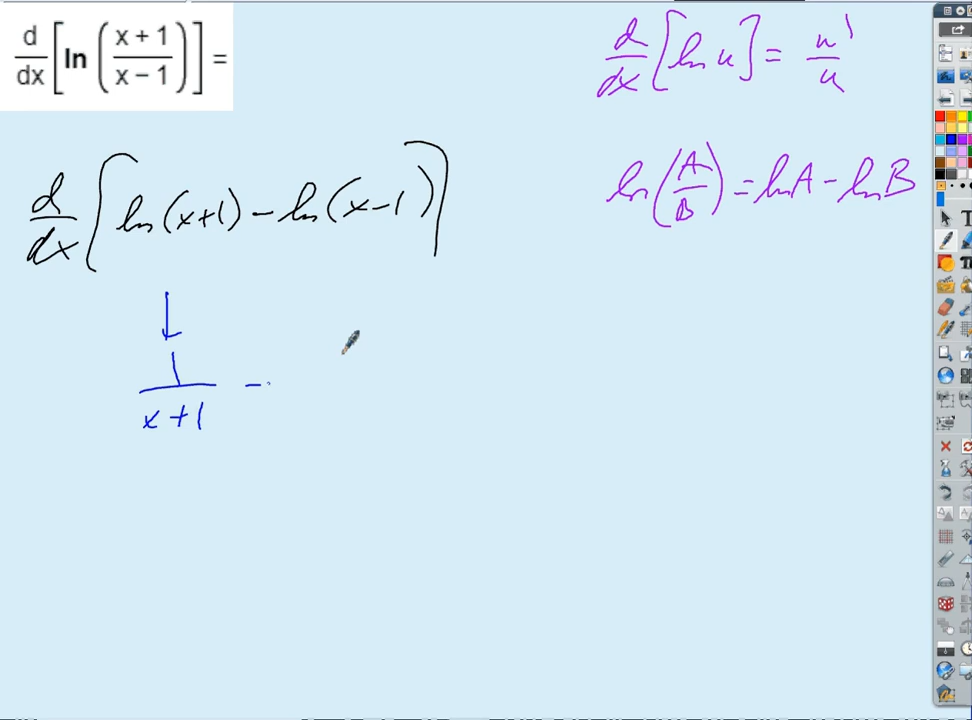 d/dx [ln((x + 1)/(x − 1))] =
d/dx [ln u] = u'/u
ln(A/B) = ln A − ln B
d/dx [ln(x+1) − ln(x−1)]
1/(x+1) −